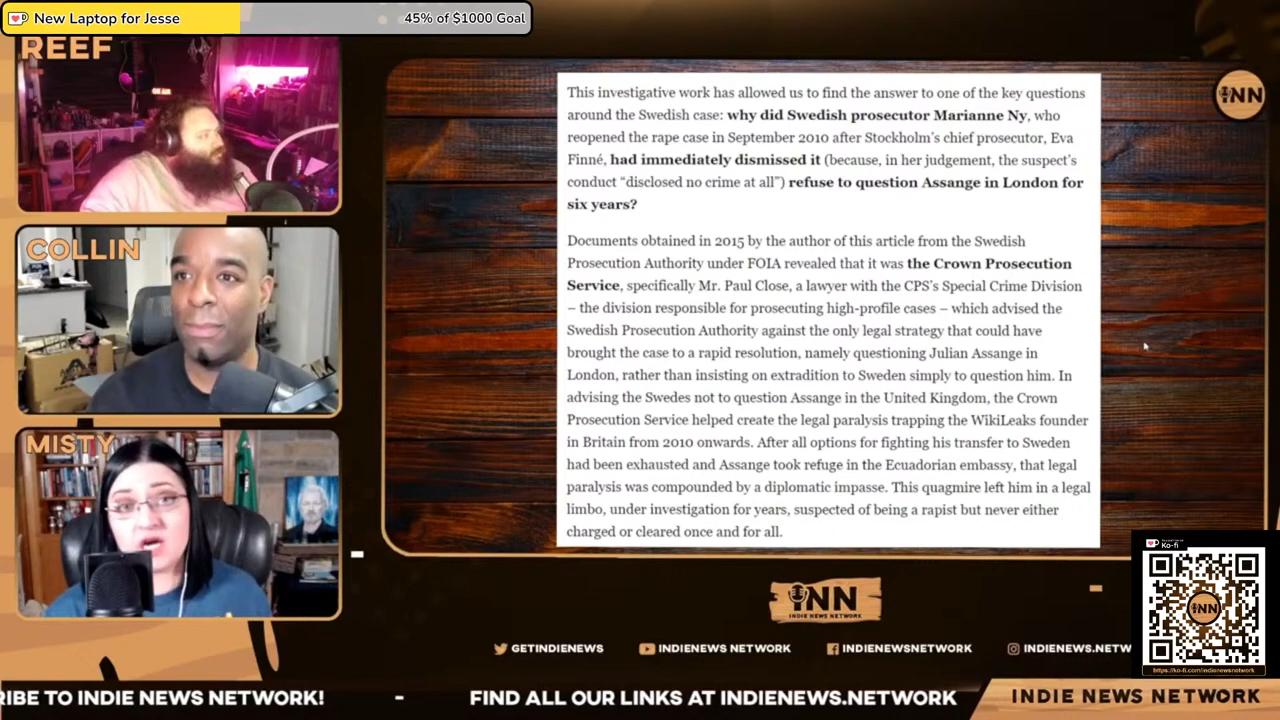 New Laptop for Jesse
45% of $1000 Goal
REEF
ON AIR
COLLIN
MISTY
This investigative work has allowed us to find the answer to one of the key questions
around the Swedish case: why did Swedish prosecutor Marianne Ny, who
reopened the rape case in September 2010 after Stockholm's chief prosecutor, Eva
Finné, had immediately dismissed it (because, in her judgement, the suspect's
conduct “disclosed no crime at all”) refuse to question Assange in London for
six years?
Documents obtained in 2015 by the author of this article from the Swedish
Prosecution Authority under FOIA revealed that it was the Crown Prosecution
Service, specifically Mr. Paul Close, a lawyer with the CPS's Special Crime Division
– the division responsible for prosecuting high-profile cases – which advised the
Swedish Prosecution Authority against the only legal strategy that could have
brought the case to a rapid resolution, namely questioning Julian Assange in
London, rather than insisting on extradition to Sweden simply to question him. In
advising the Swedes not to question Assange in the United Kingdom, the Crown
Prosecution Service helped create the legal paralysis trapping the WikiLeaks founder
in Britain from 2010 onwards. After all options for fighting his transfer to Sweden
had been exhausted and Assange took refuge in the Ecuadorian embassy, that legal
paralysis was compounded by a diplomatic impasse. This quagmire left him in a legal
limbo, under investigation for years, suspected of being a rapist but never either
charged or cleared once and for all.
INN
INN
INDIE NEWS NETWORK
Ko-fi
INN
https://ko-fi.com/indienewsnetwork
GETINDIENEWS
INDIENEWS NETWORK
INDIENEWSNETWORK
INDIENEWS.NETW
RIBE TO INDIE NEWS NETWORK! - FIND ALL OUR LINKS AT INDIENEWS.NETWORK
INDIE NEWS NETWORK